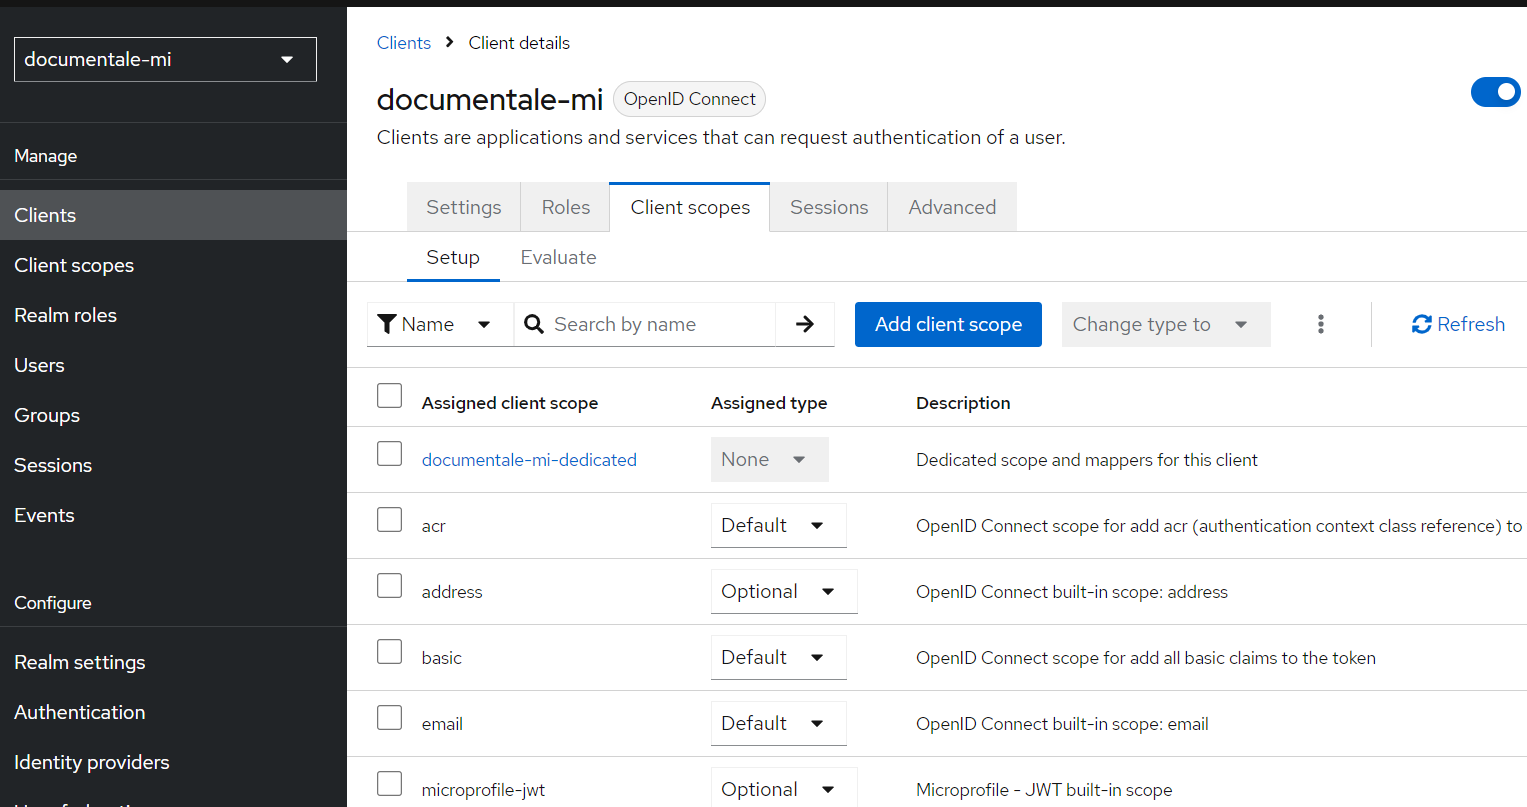 documentale-mi
Manage
Clients
Client scopes
Realm roles
Users
Groups
Sessions
Events
Configure
Realm settings
Authentication
Identity providers
Clients > Client details
documentale-mi OpenID Connect
Clients are applications and services that can request authentication of a user.
Settings Roles Client scopes Sessions Advanced
Setup Evaluate
Name Search by name Add client scope Change type to Refresh
Assigned client scope Assigned type Description
documentale-mi-dedicated None Dedicated scope and mappers for this client
acr Default OpenID Connect scope for add acr (authentication context class reference) to
address Optional OpenID Connect built-in scope: address
basic Default OpenID Connect scope for add all basic claims to the token
email Default OpenID Connect built-in scope: email
microprofile-jwt Optional Microprofile - JWT built-in scope